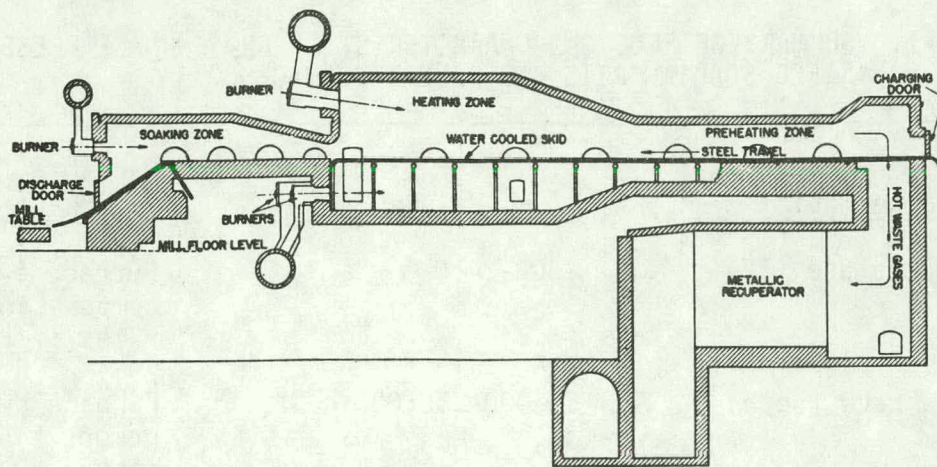 CHARGING
DOOR
BURNER
HEATING ZONE
SOAKING ZONE
WATER COOLED SKID
PREHEATING ZONE
BURNER
STEEL TRAVEL
DISCHARGE
DOOR
MILL
TABLE
BURNERS
MILL FLOOR LEVEL
HOT WASTE GASES
METALLIC
RECUPERATOR